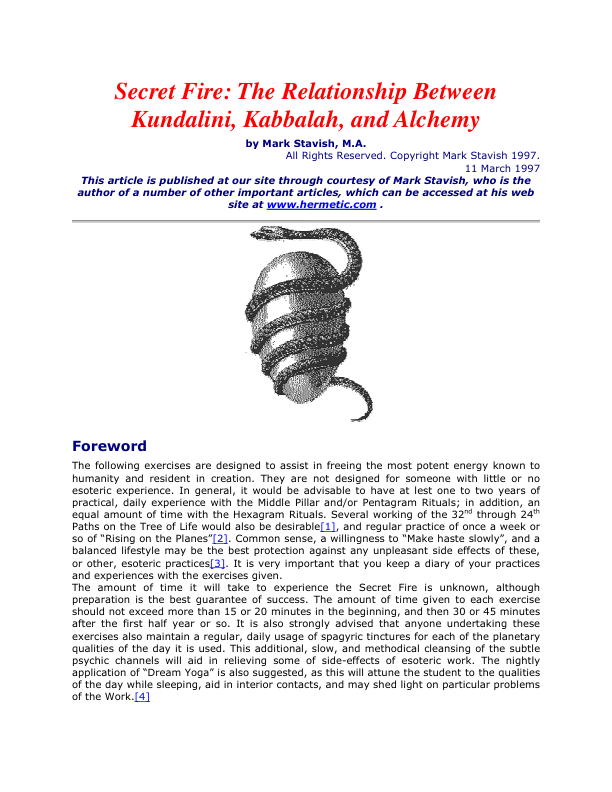 Secret Fire: The Relationship Between
Kundalini, Kabbalah, and Alchemy
by Mark Stavish, M.A.
All Rights Reserved. Copyright Mark Stavish 1997.
11 March 1997
This article is published at our site through courtesy of Mark Stavish, who is the
author of a number of other important articles, which can be accessed at his web
site at www.hermetic.com .
Foreword
The following exercises are designed to assist in freeing the most potent energy known to
humanity and resident in creation. They are not designed for someone with little or no
esoteric experience. In general, it would be advisable to have at lest one to two years of
practical, daily experience with the Middle Pillar and/or Pentagram Rituals; in addition, an
equal amount of time with the Hexagram Rituals. Several working of the 32nd through 24th
Paths on the Tree of Life would also be desirable[1], and regular practice of once a week or
so of “Rising on the Planes”[2]. Common sense, a willingness to “Make haste slowly”, and a
balanced lifestyle may be the best protection against any unpleasant side effects of these,
or other, esoteric practices[3]. It is very important that you keep a diary of your practices
and experiences with the exercises given.
The amount of time it will take to experience the Secret Fire is unknown, although
preparation is the best guarantee of success. The amount of time given to each exercise
should not exceed more than 15 or 20 minutes in the beginning, and then 30 or 45 minutes
after the first half year or so. It is also strongly advised that anyone undertaking these
exercises also maintain a regular, daily usage of spagyric tinctures for each of the planetary
qualities of the day it is used. This additional, slow, and methodical cleansing of the subtle
psychic channels will aid in relieving some of side-effects of esoteric work. The nightly
application of “Dream Yoga” is also suggested, as this will attune the student to the qualities
of the day while sleeping, aid in interior contacts, and may shed light on particular problems
of the Work.[4]